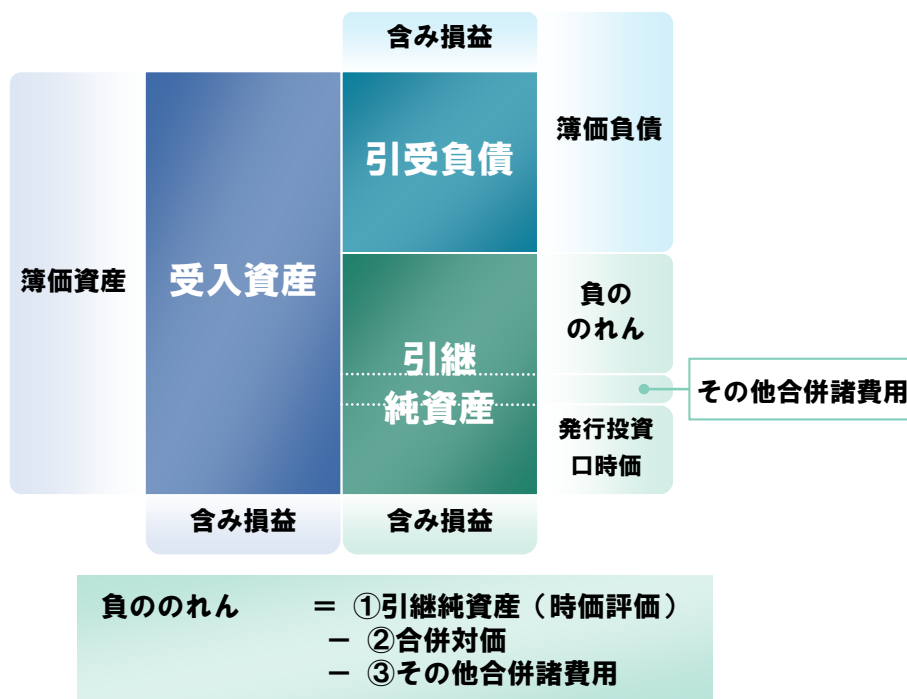 含み損益
簿価資産
受入資産
引受負債
簿価負債
引継
純資産
負の
のれん
その他合併諸費用
発行投資
口時価
含み損益
含み損益
負ののれん ＝ ①引継純資産（時価評価）
－ ②合併対価
－ ③その他合併諸費用